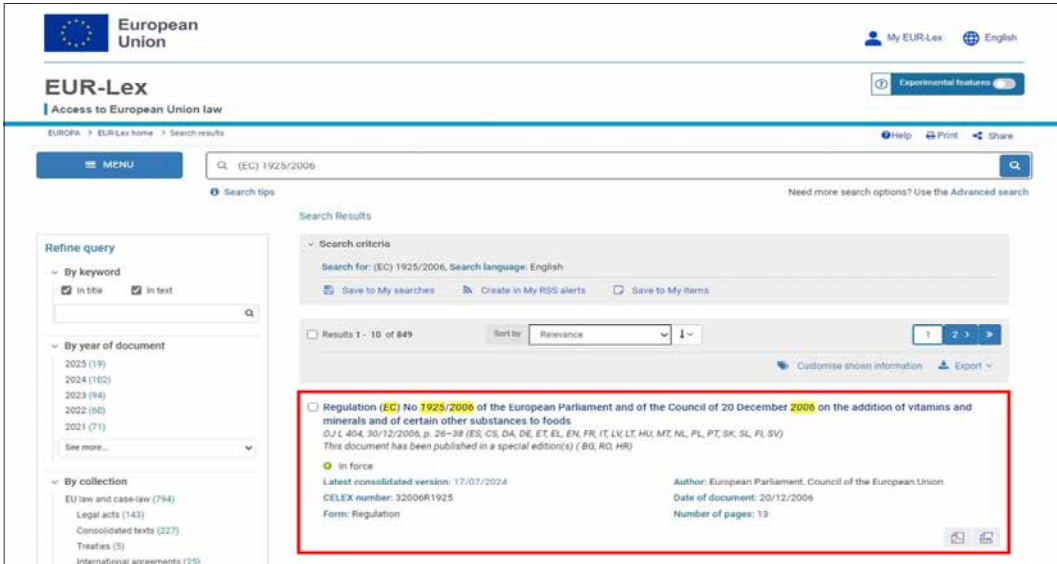 European
Union
My EUR-Lex
English
EUR-Lex
Access to European Union law
Experimental features
EUROPA > EUR-Lex home > Search results
Help
Print
Share
MENU
(EC) 1925/2006
Search tips
Need more search options? Use the Advanced search
Search Results
Refine query
By keyword
In title
In text
By year of document
2025 (19)
2024 (102)
2023 (94)
2022 (60)
2021 (71)
See more...
By collection
EU law and case-law (794)
Legal acts (143)
Consolidated texts (227)
Treaties (5)
International agreements (25)
Search criteria
Search for: (EC) 1925/2006, Search language: English
Save to My searches
Create in My RSS alerts
Save to My items
Results 1 - 10 of 849
Sort by
Relevance
1
2 >
Customise shown information
Export
Regulation (EC) No 1925/2006 of the European Parliament and of the Council of 20 December 2006 on the addition of vitamins and
minerals and of certain other substances to foods
OJ L 404, 30/12/2006, p. 26–38 (ES, CS, DA, DE, ET, EL, EN, FR, IT, LV, LT, HU, MT, NL, PL, PT, SK, SL, FI, SV)
This document has been published in a special edition(s) ( BG, RO, HR)
In force
Latest consolidated version: 17/07/2024
Author: European Parliament, Council of the European Union
CELEX number: 32006R1925
Date of document: 20/12/2006
Form: Regulation
Number of pages: 13